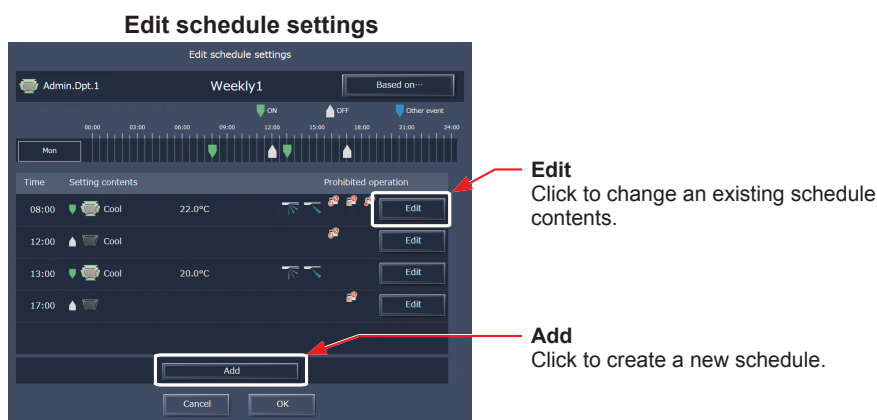 Edit schedule settings
Edit schedule settings
Admin.Dpt.1 Weekly1 Based on···
ON OFF Other event
00:00 03:00 06:00 09:00 12:00 15:00 18:00 21:00 24:00
Mon
Time Setting contents Prohibited operation
08:00 Cool 22.0°C Edit
12:00 Cool Edit
13:00 Cool 20.0°C Edit
17:00 Edit
Add
Cancel OK
Edit
Click to change an existing schedule
contents.
Add
Click to create a new schedule.